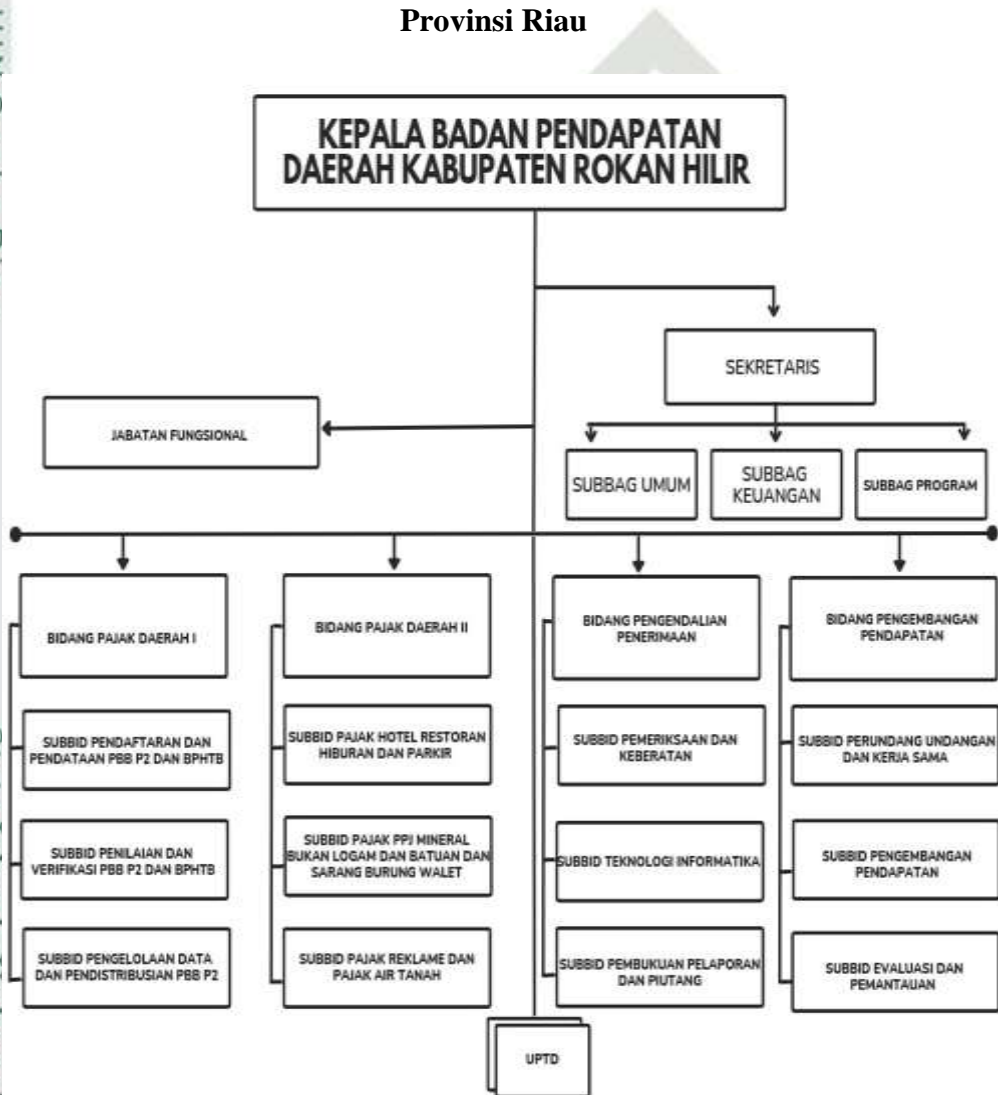 Provinsi Riau
KEPALA BADAN PENDAPATAN
DAERAH KABUPATEN ROKAN HILIR
SEKRETARIS
JABATAN FUNGSIONAL
SUBBAG UMUM
SUBBAG
KEUANGAN
SUBBAG PROGRAM
BIDANG PAJAK DAERAH I
BIDANG PAJAK DAERAH II
BIDANG PENGENDALIAN
PENERIMAAN
BIDANG PENGEMBANGAN
PENDAPATAN
SUBBID PENDAFTARAN DAN
PENDATAAN PBB P2 DAN BPHTB
SUBBID PAJAK HOTEL RESTORAN
HIBURAN DAN PARKIR
SUBBID PEMERIKSAAN DAN
KEBERATAN
SUBBID PERUNDANG UNDANGAN
DAN KERJA SAMA
SUBBID PENILAIAN DAN
VERIFIKASI PBB P2 DAN BPHTB
SUBBID PAJAK PPJ MINERAL
BUKAN LOGAM DAN BATUAN DAN
SARANG BURUNG WALET
SUBBID TEKNOLOGI INFORMATIKA
SUBBID PENGEMBANGAN
PENDAPATAN
SUBBID PENGELOLAAN DATA
DAN PENDISTRIBUSIAN PBB P2
SUBBID PAJAK REKLAME DAN
PAJAK AIR TANAH
SUBBID PEMBUKUAN PELAPORAN
DAN PIUTANG
SUBBID EVALUASI DAN
PEMANTAUAN
UPTD